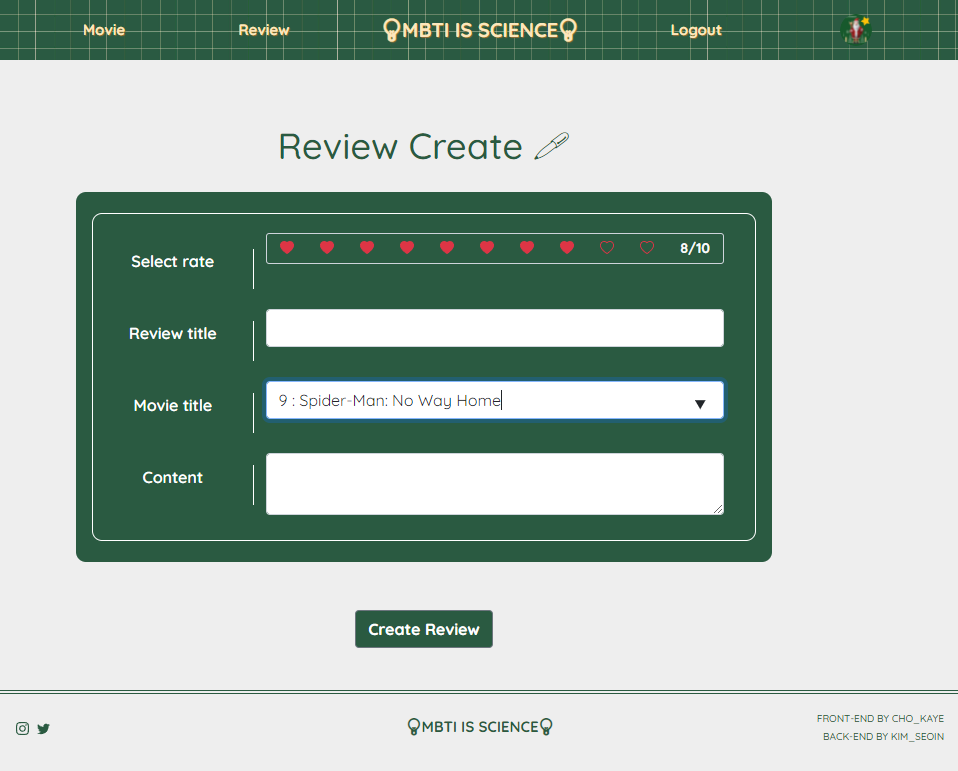 Movie Review MBTI IS SCIENCE Logout
Review Create
Select rate 8/10
Review title
Movie title 9 : Spider-Man: No Way Home
Content
Create Review
MBTI IS SCIENCE
FRONT-END BY CHO_KAYE
BACK-END BY KIM_SEOIN